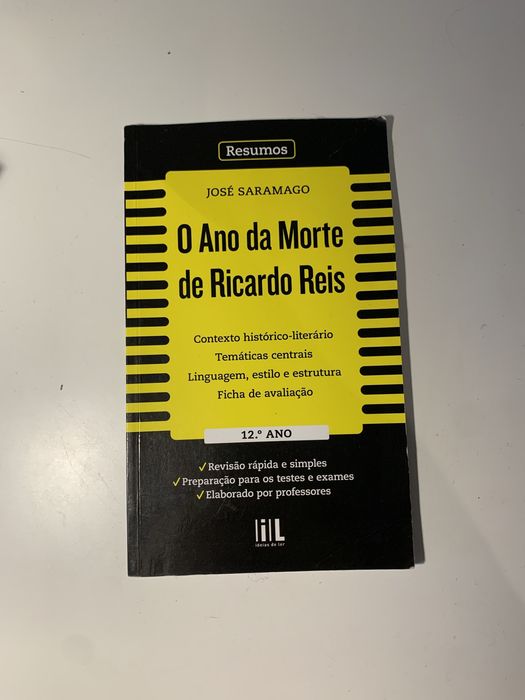 Resumos
JOSÉ SARAMAGO
O Ano da Morte
de Ricardo Reis
Contexto histórico-literário
Temáticas centrais
Linguagem, estilo e estrutura
Ficha de avaliação
12.º ANO
✓Revisão rápida e simples
✓Preparação para os testes e exames
✓Elaborado por professores
ideias de ler